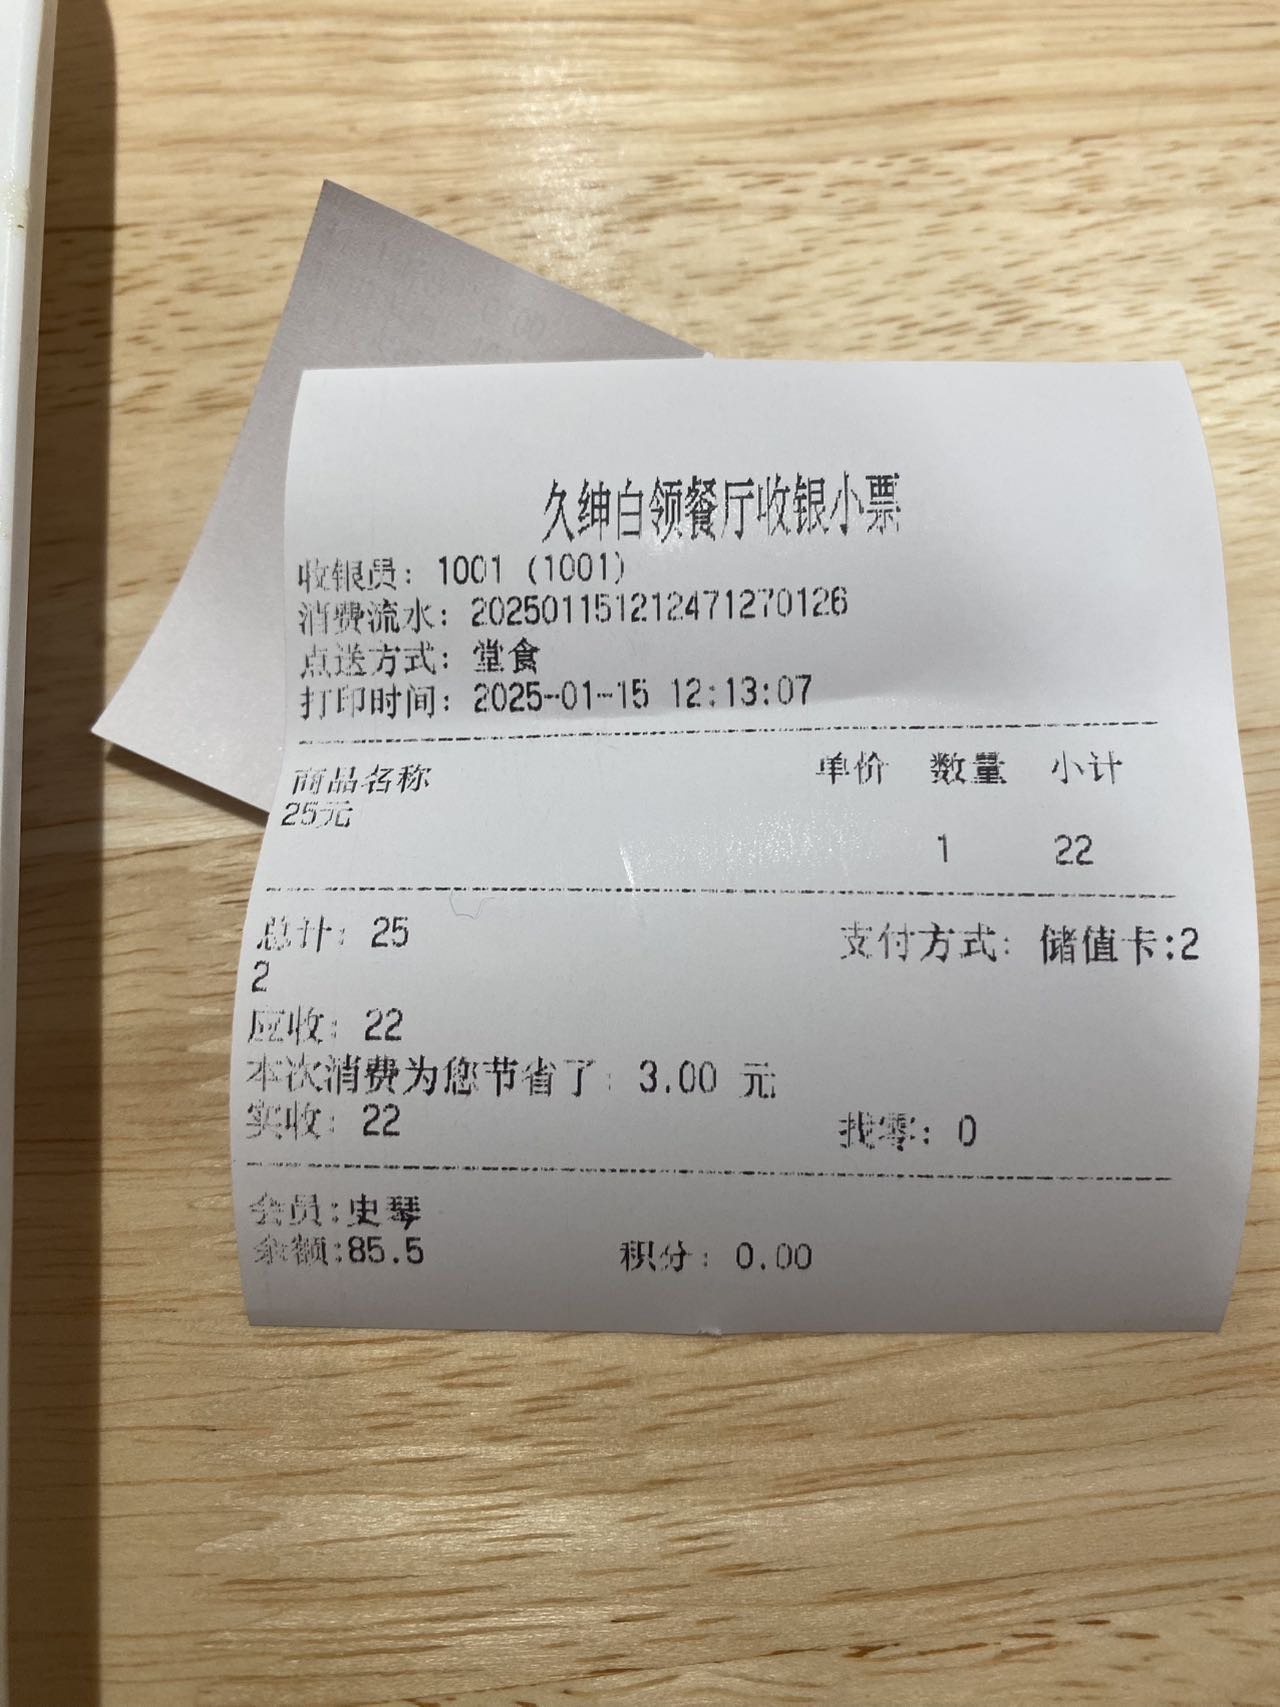 久绅白领餐厅收银小票
收银员: 1001 (1001)
消费流水: 20250115121247127​0126
点送方式: 堂食
打印时间: 2025-01-15 12:13:07
商品名称 单价 数量 小计
25元
1 22
总计: 25 支付方式: 储值卡:2
2
应收: 22
本次消费为您节省了: 3.00 元
实收: 22 找零: 0
会员:史琴
余额:85.5 积分: 0.00